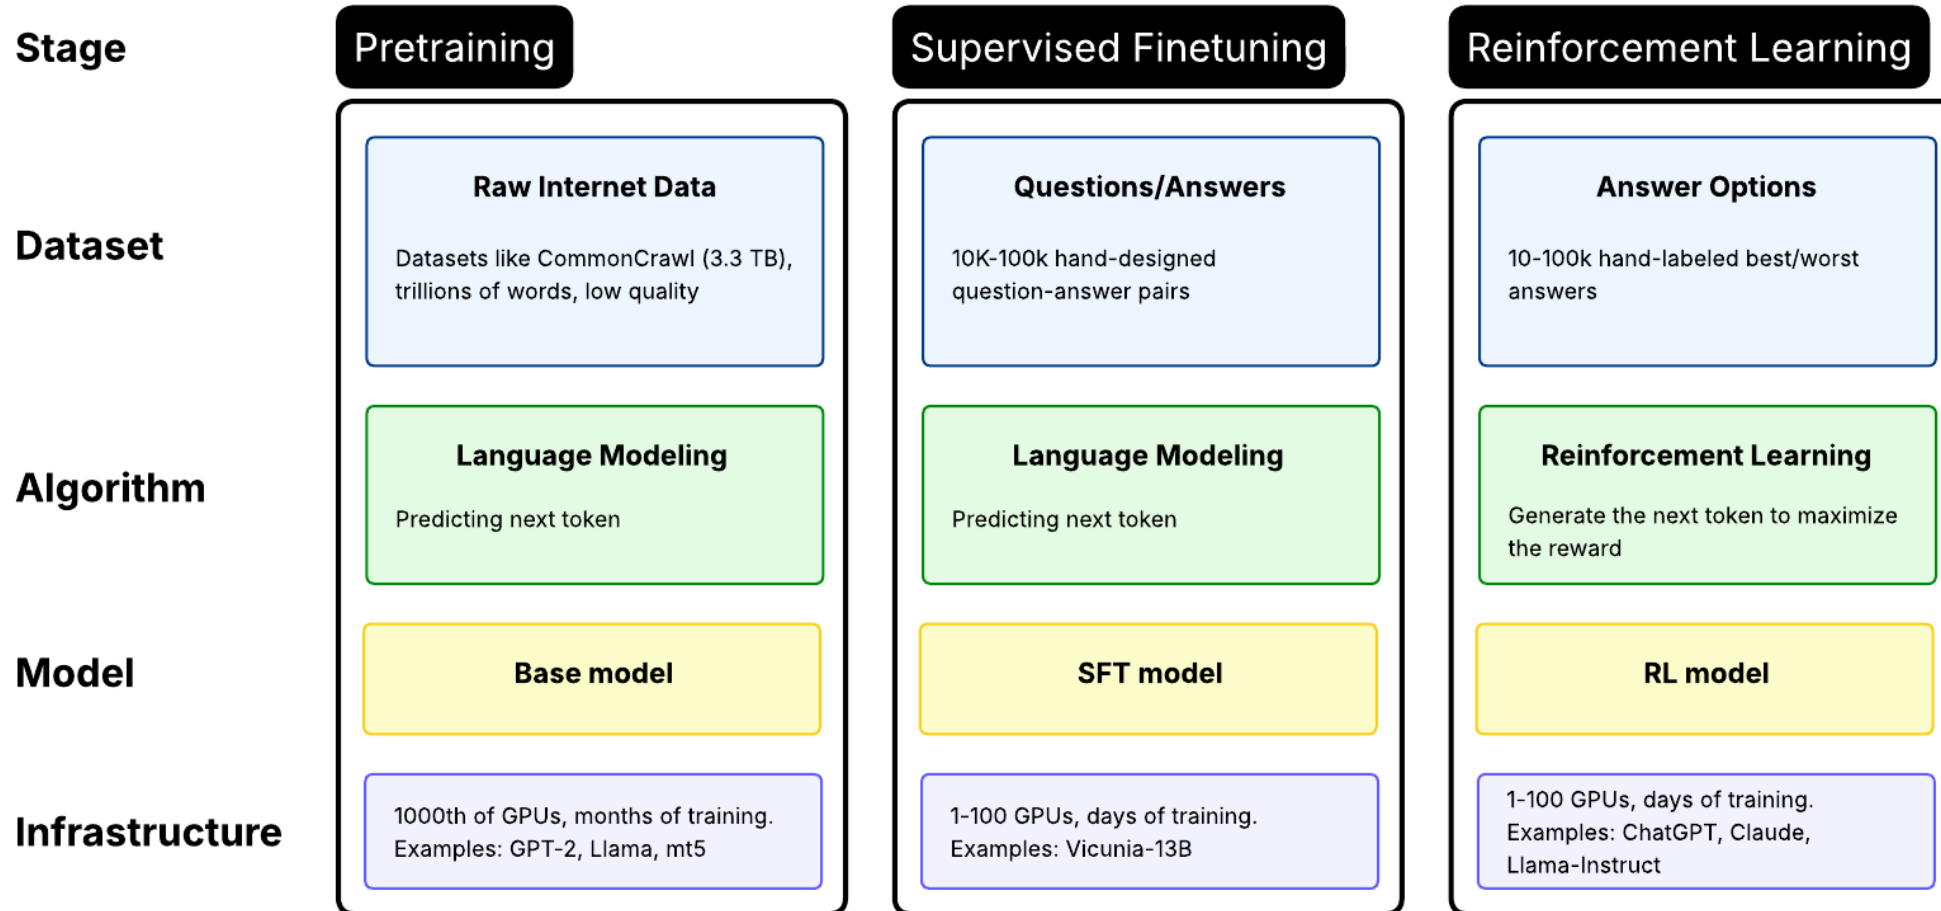 Stage
Pretraining
Supervised Finetuning
Reinforcement Learning
Dataset
Raw Internet Data
Datasets like CommonCrawl (3.3 TB),
trillions of words, low quality
Questions/Answers
10K-100k hand-designed
question-answer pairs
Answer Options
10-100k hand-labeled best/worst
answers
Algorithm
Language Modeling
Predicting next token
Language Modeling
Predicting next token
Reinforcement Learning
Generate the next token to maximize
the reward
Model
Base model
SFT model
RL model
Infrastructure
1000th of GPUs, months of training.
Examples: GPT-2, Llama, mt5
1-100 GPUs, days of training.
Examples: Vicunia-13B
1-100 GPUs, days of training.
Examples: ChatGPT, Claude,
Llama-Instruct